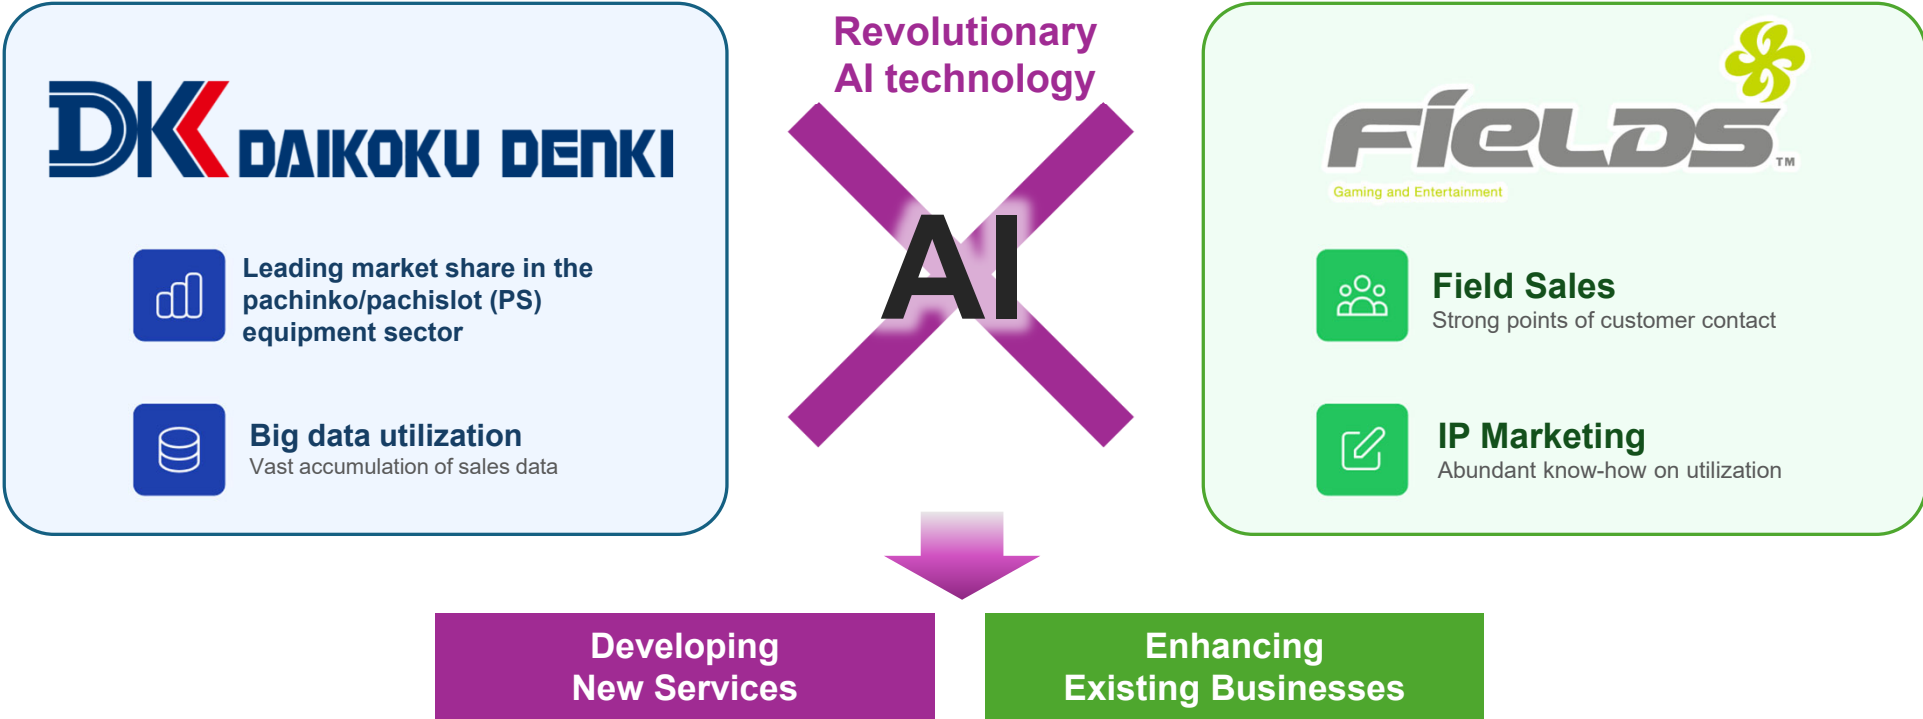 DK DAIKOKU DENKI
Leading market share in the
pachinko/pachislot (PS)
equipment sector
Big data utilization
Vast accumulation of sales data
Revolutionary
AI technology
AI
FIELDS TM
Gaming and Entertainment
Field Sales
Strong points of customer contact
IP Marketing
Abundant know-how on utilization
Developing
New Services
Enhancing
Existing Businesses